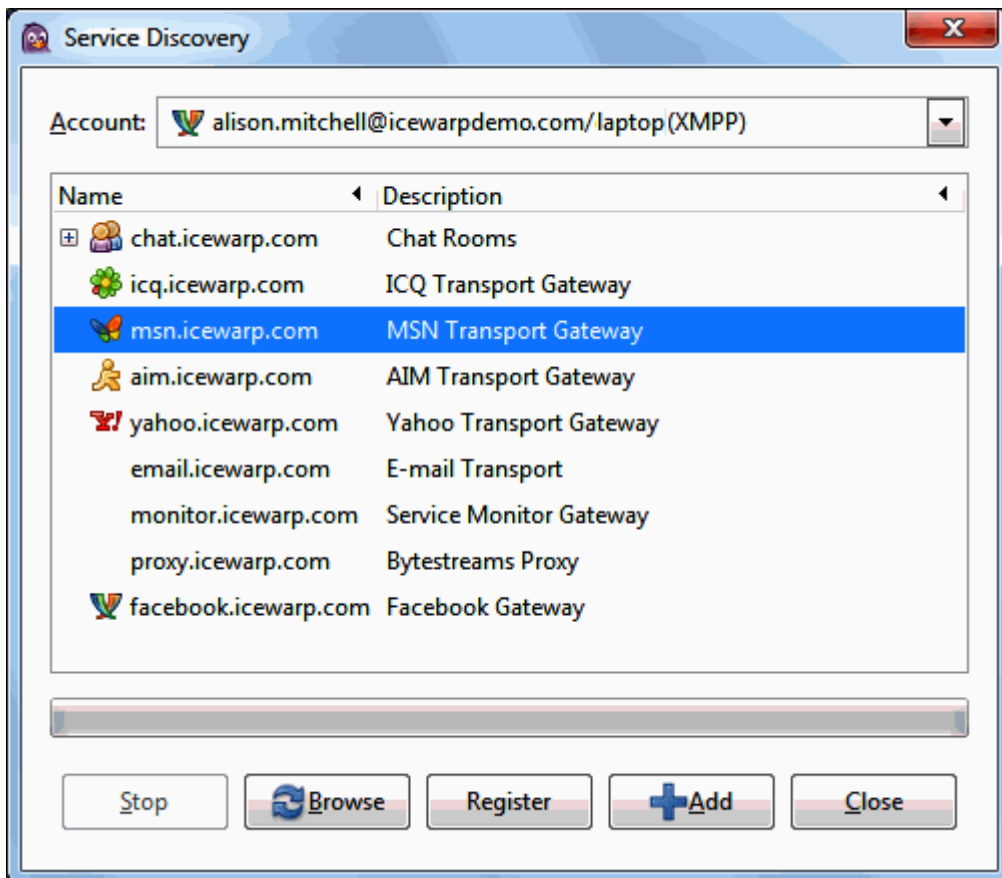 Service Discovery
Account: alison.mitchell@icewarpdemo.com/laptop(XMPP)
Name Description
chat.icewarp.com Chat Rooms
icq.icewarp.com ICQ Transport Gateway
msn.icewarp.com MSN Transport Gateway
aim.icewarp.com AIM Transport Gateway
yahoo.icewarp.com Yahoo Transport Gateway
email.icewarp.com E-mail Transport
monitor.icewarp.com Service Monitor Gateway
proxy.icewarp.com Bytestreams Proxy
facebook.icewarp.com Facebook Gateway
Stop Browse Register Add Close